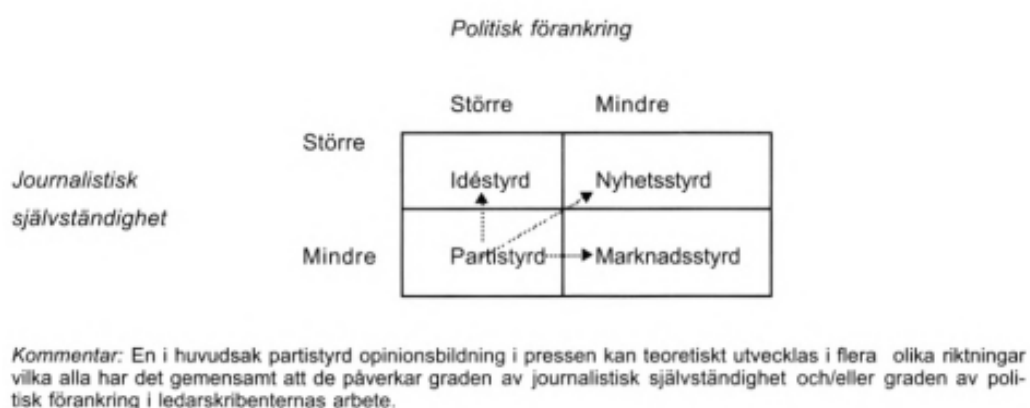 Politisk förankring
Större Mindre
Större
Journalistisk Idéstyrd Nyhetsstyrd
självständighet
Mindre Partistyrd Marknadsstyrd
Kommentar: En i huvudsak partistyrd opinionsbildning i pressen kan teoretiskt utvecklas i flera olika riktningar
vilka alla har det gemensamt att de påverkar graden av journalistisk självständighet och/eller graden av poli-
tisk förankring i ledarskribenternas arbete.